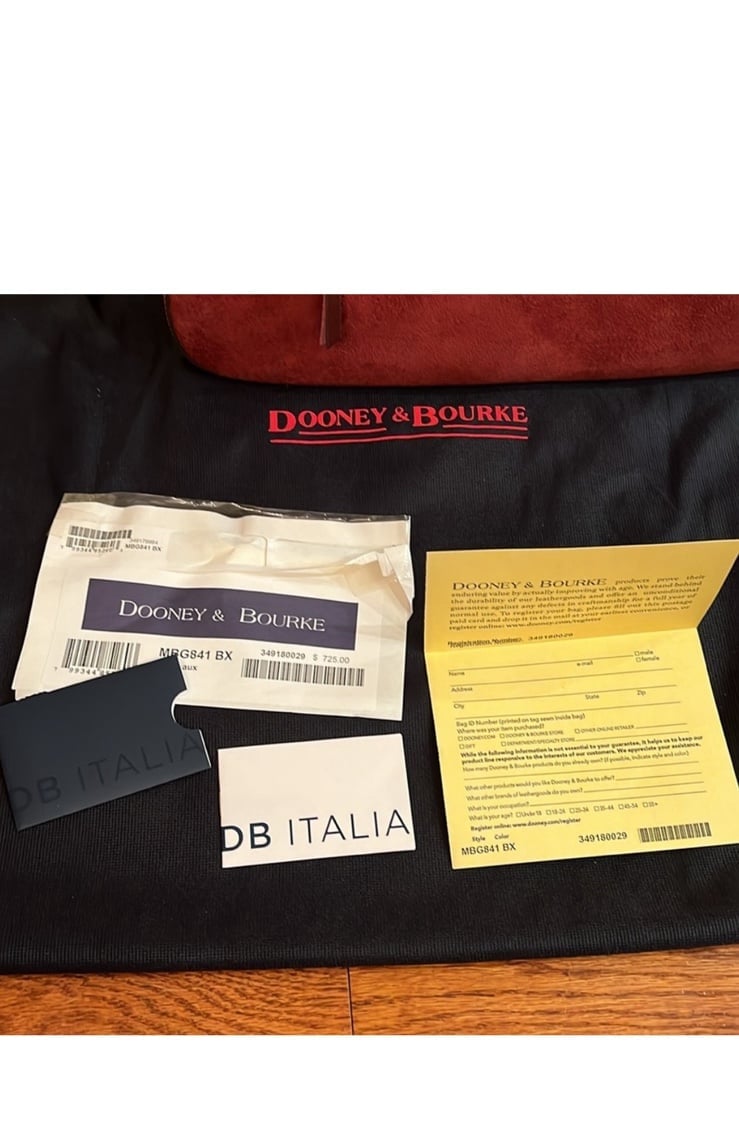 DOONEY & BOURKE
MBG841 BX
DOONEY & BOURKE
MBG841 BX
349180029 $ 725.00
DB ITALIA
DB ITALIA
DOONEY & BOURKE products prove their
enduring value by actually improving with age. We stand behind
the durability of our leathergoods and offer an unconditional
guarantee against any defects in craftmanship for a full year of
normal use. To register your bag, please fill out this postage
paid card and drop it in the mail at your earliest convenience, or
register online: www.dooney.com/register
Registration Number: 349180029
Name e-mail □male
□female
Address
City State Zip
Bag ID Number (printed on tag sewn inside bag)
Where was your item purchased?
□DOONEY.COM □DOONEY & BOURKE STORE □OTHER ONLINE RETAILER
□GIFT □DEPARTMENT/SPECIALTY STORE
While the following information is not essential to your guarantee, it helps us to keep our
product line responsive to the interests of our customers. We appreciate your assistance.
How many Dooney & Bourke products do you already own? (if possible, indicate style and color)
What other products would you like Dooney & Bourke to offer?
What other brands of leathergoods do you own?
What is your occupation?
What is your age? □Under 18 □18-24 □25-34 □35-44 □45-54 □55+
Register online: www.dooney.com/register
Style Color
MBG841 BX 349180029